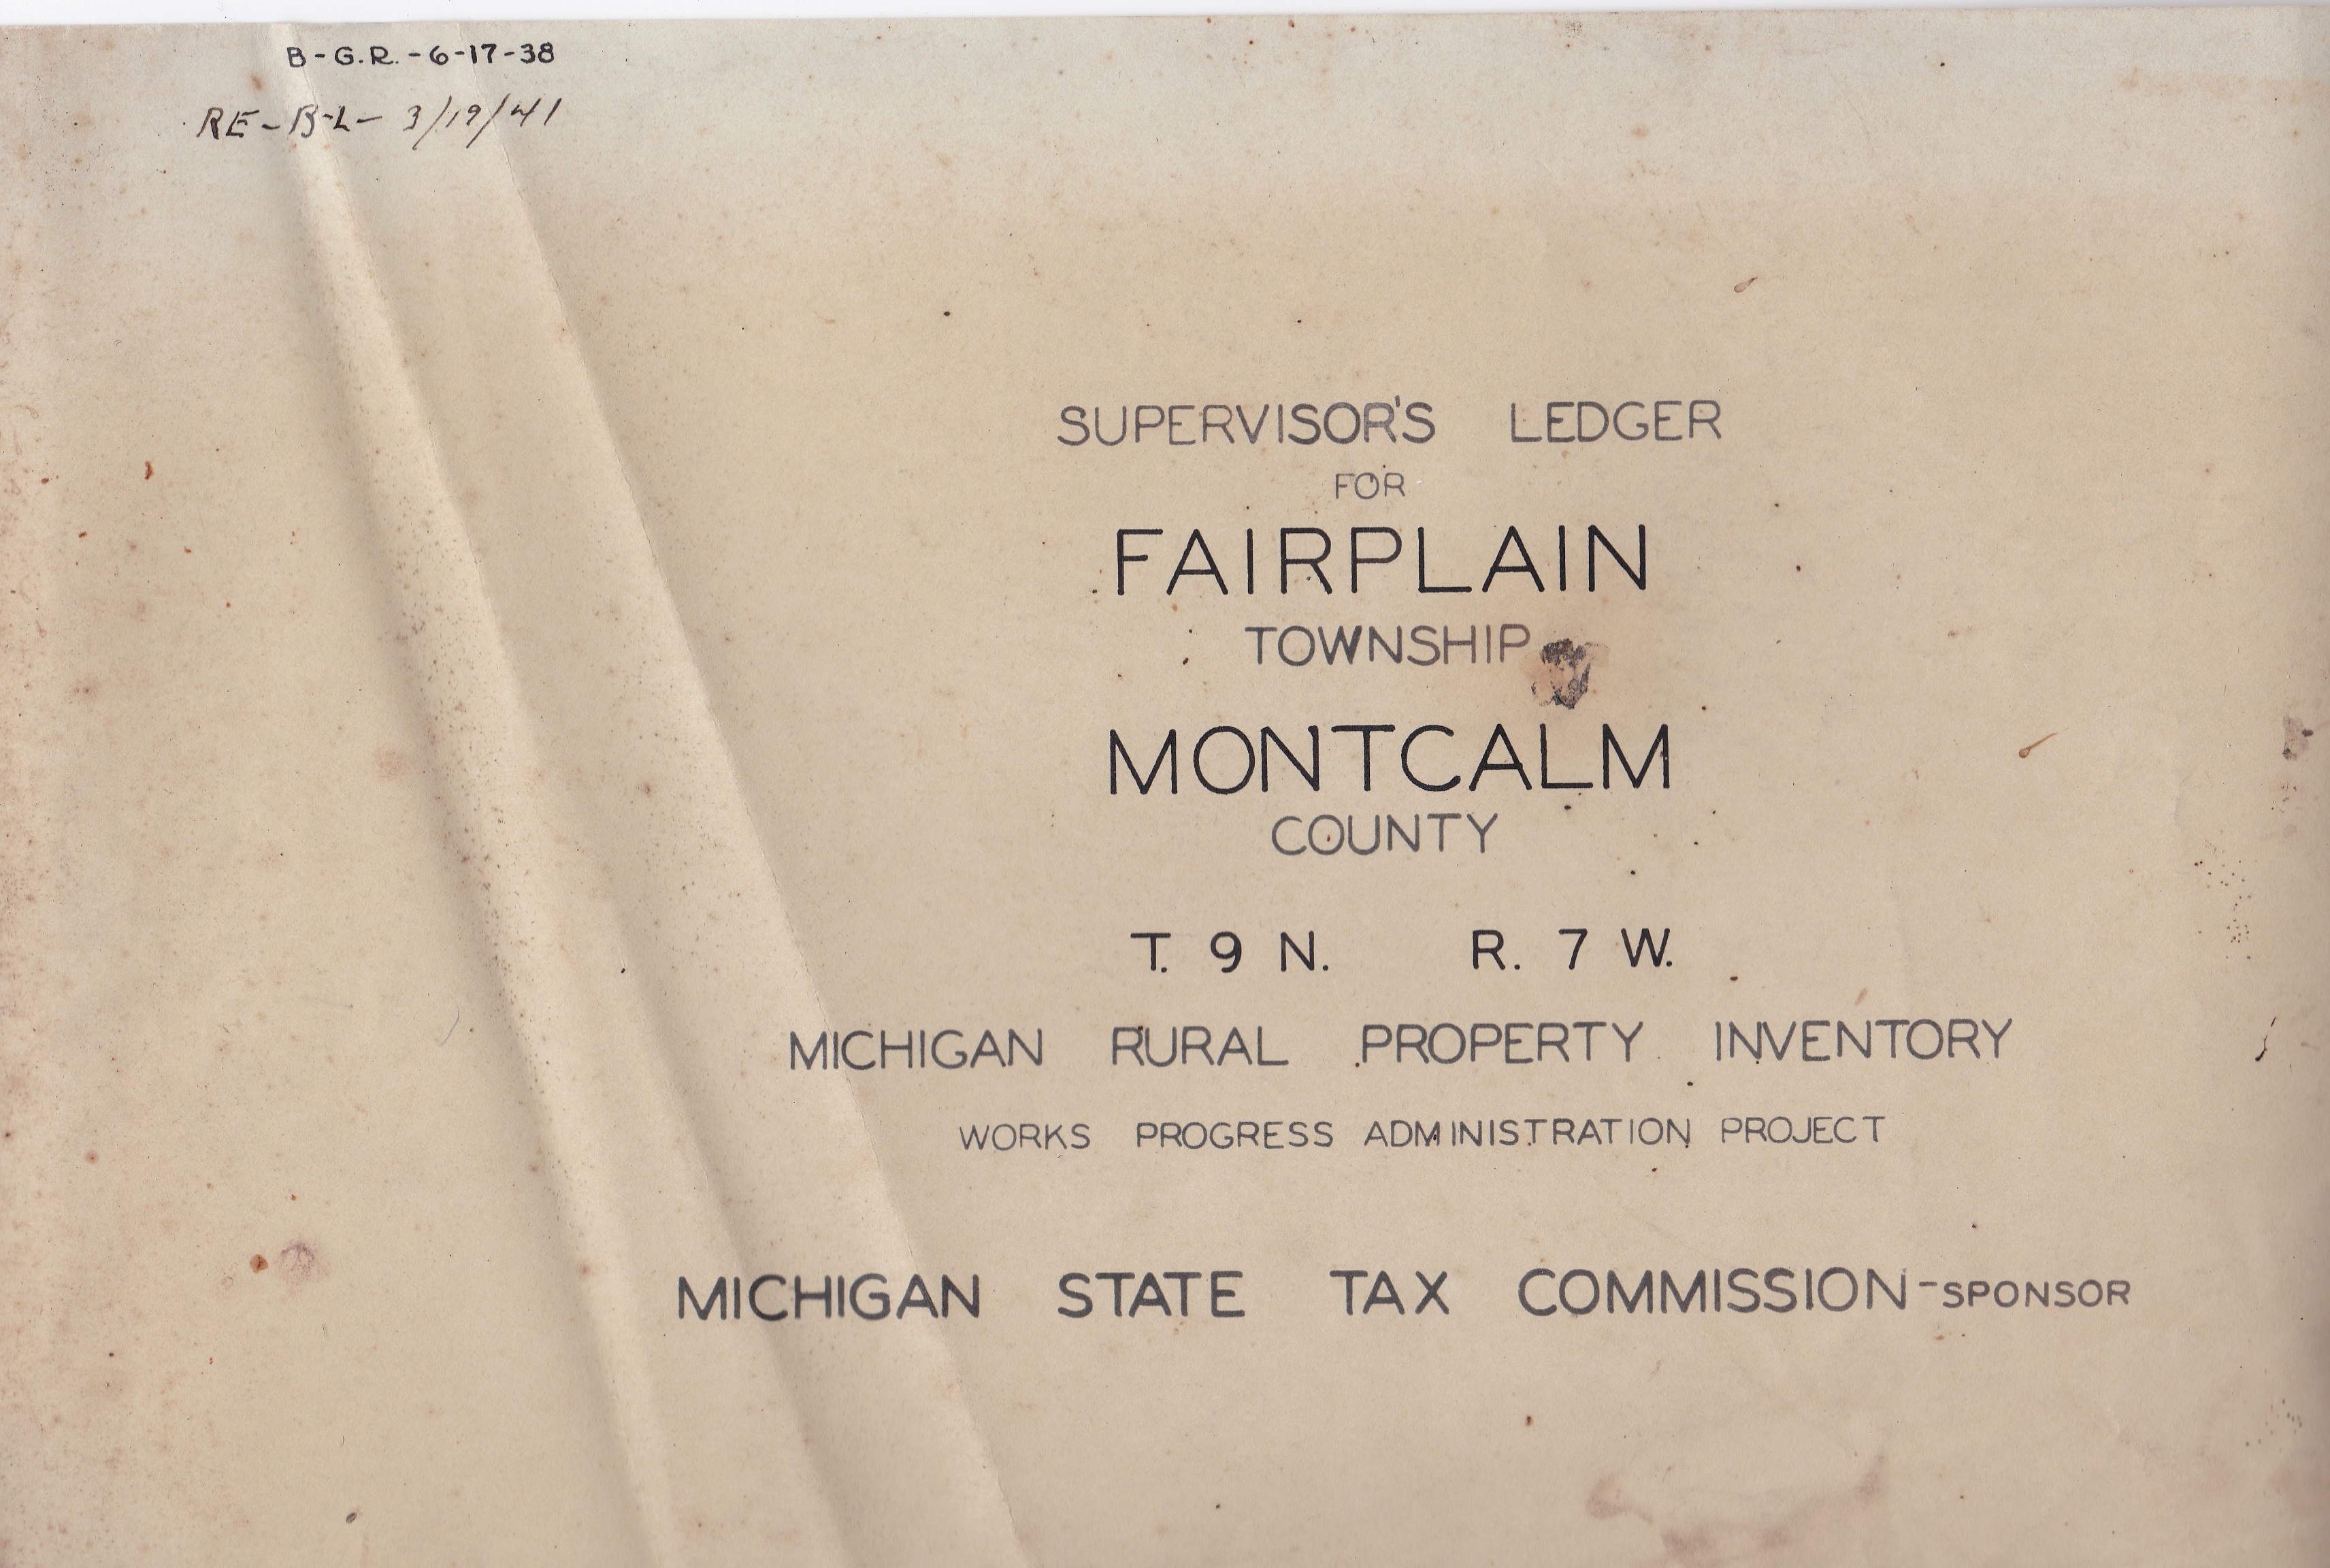 B-G.R.-6-17-38
RE-B-L- 3/19/41
SUPERVISOR'S LEDGER
FOR
FAIRPLAIN
TOWNSHIP
MONTCALM
COUNTY
T. 9 N. R. 7 W.
MICHIGAN RURAL PROPERTY INVENTORY
WORKS PROGRESS ADMINISTRATION PROJECT
MICHIGAN STATE TAX COMMISSION-SPONSOR